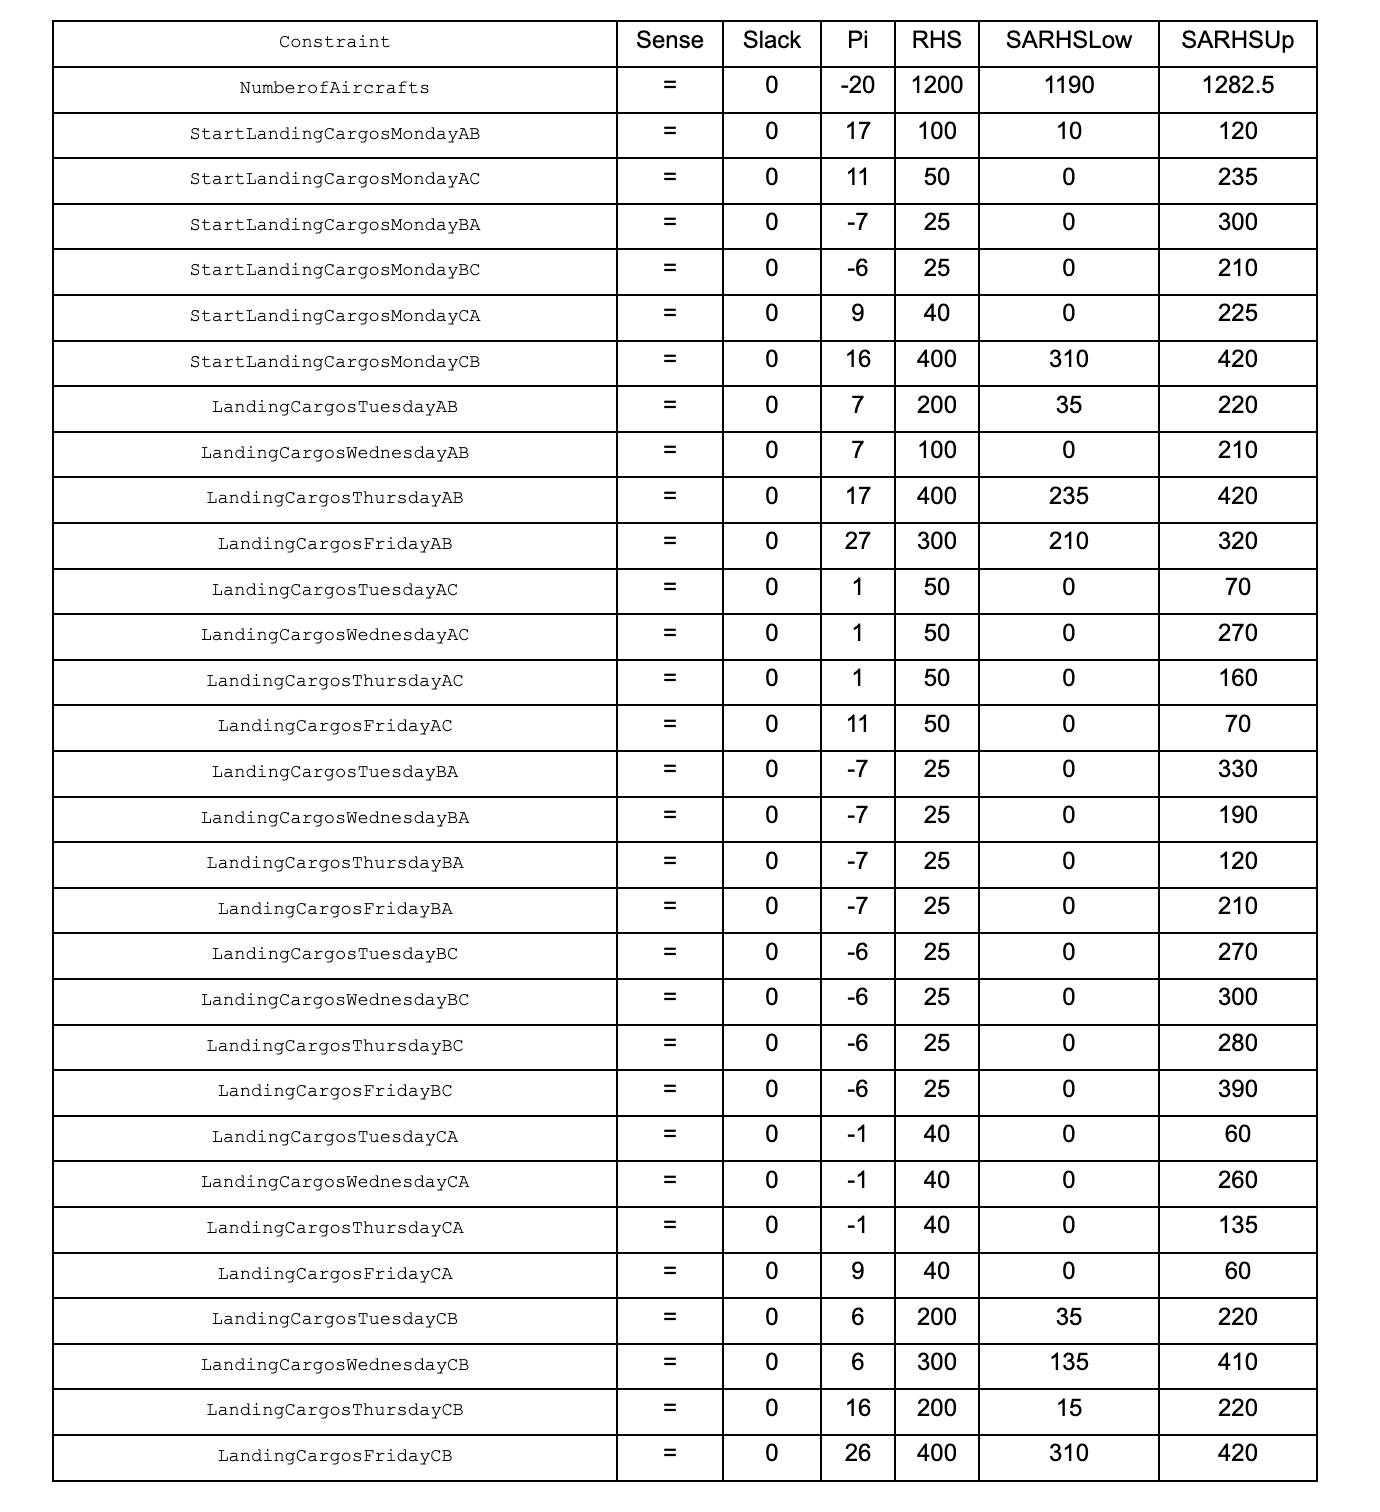 Constraint Sense Slack Pi RHS SARHSLow SARHSUp
NumberofAircrafts = 0 -20 1200 1190 1282.5
StartLandingCargosMondayAB = 0 17 100 10 120
StartLandingCargosMondayAC = 0 11 50 0 235
StartLandingCargosMondayBA = 0 -7 25 0 300
StartLandingCargosMondayBC = 0 -6 25 0 210
StartLandingCargosMondayCA = 0 9 40 0 225
StartLandingCargosMondayCB = 0 16 400 310 420
LandingCargosTuesdayAB = 0 7 200 35 220
LandingCargosWednesdayAB = 0 7 100 0 210
LandingCargosThursdayAB = 0 17 400 235 420
LandingCargosFridayAB = 0 27 300 210 320
LandingCargosTuesdayAC = 0 1 50 0 70
LandingCargosWednesdayAC = 0 1 50 0 270
LandingCargosThursdayAC = 0 1 50 0 160
LandingCargosFridayAC = 0 11 50 0 70
LandingCargosTuesdayBA = 0 -7 25 0 330
LandingCargosWednesdayBA = 0 -7 25 0 190
LandingCargosThursdayBA = 0 -7 25 0 120
LandingCargosFridayBA = 0 -7 25 0 210
LandingCargosTuesdayBC = 0 -6 25 0 270
LandingCargosWednesdayBC = 0 -6 25 0 300
LandingCargosThursdayBC = 0 -6 25 0 280
LandingCargosFridayBC = 0 -6 25 0 390
LandingCargosTuesdayCA = 0 -1 40 0 60
LandingCargosWednesdayCA = 0 -1 40 0 260
LandingCargosThursdayCA = 0 -1 40 0 135
LandingCargosFridayCA = 0 9 40 0 60
LandingCargosTuesdayCB = 0 6 200 35 220
LandingCargosWednesdayCB = 0 6 300 135 410
LandingCargosThursdayCB = 0 16 200 15 220
LandingCargosFridayCB = 0 26 400 310 420